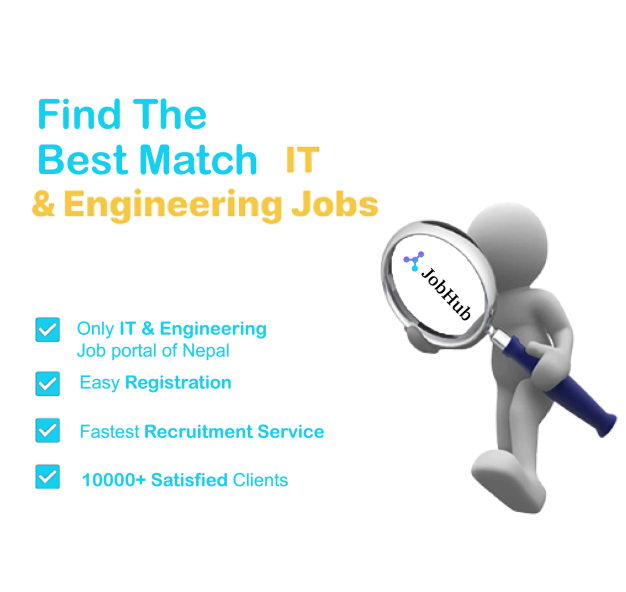 Find The
Best Match IT
& Engineering Jobs
JobHub
Only IT & Engineering
Job portal of Nepal
Easy Registration
Fastest Recruitment Service
10000+ Satisfied Clients